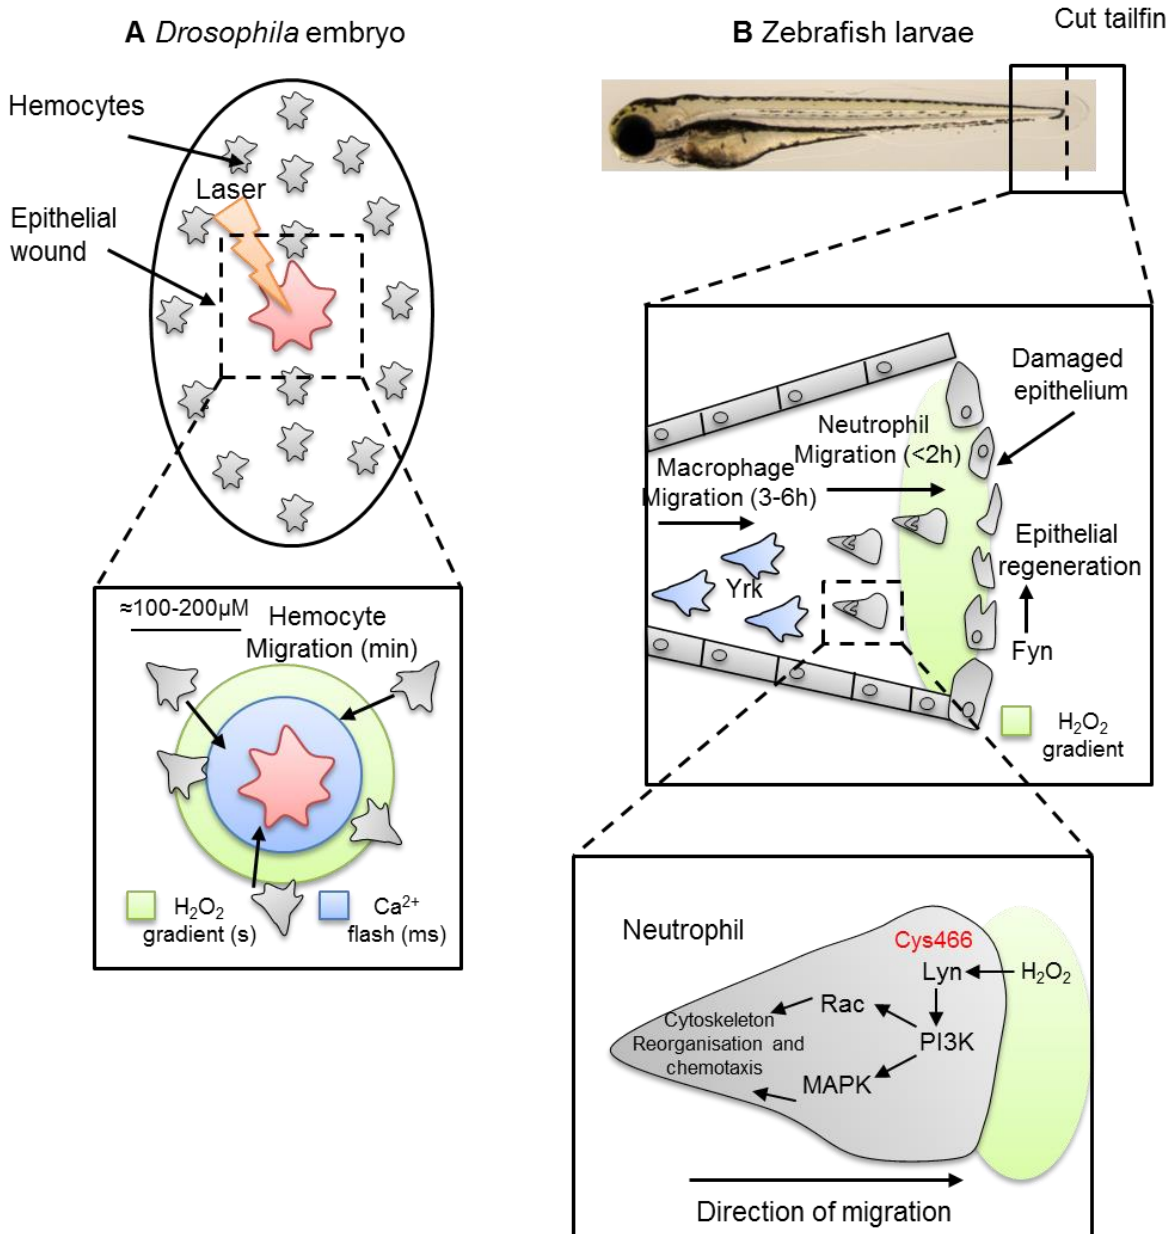 A Drosophila embryo
Hemocytes
Laser
Epithelial
wound
≈100-200µM
Hemocyte
Migration (min)
H₂O₂
gradient (s)
Ca²⁺
flash (ms)
B Zebrafish larvae
Cut tailfin
Damaged
epithelium
Neutrophil
Migration (<2h)
Macrophage
Migration (3-6h)
Yrk
Epithelial
regeneration
Fyn
H₂O₂
gradient
Neutrophil
Cys466
Lyn
H₂O₂
Rac
PI3K
Cytoskeleton
Reorganisation and
chemotaxis
MAPK
Direction of migration